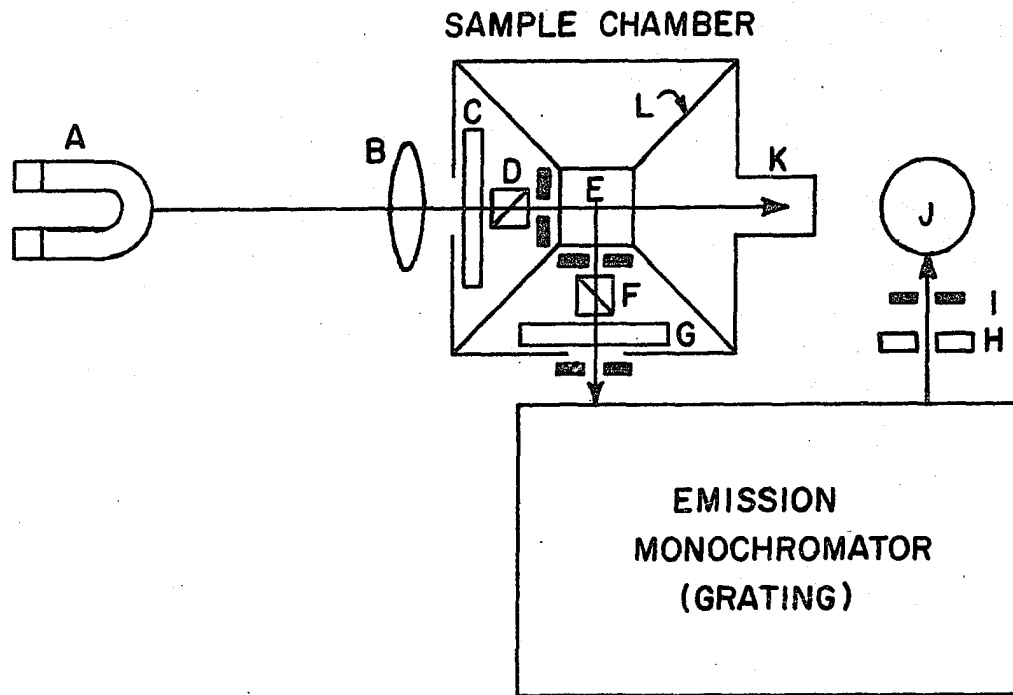 SAMPLE CHAMBER
A
B
C
D
E
L
K
J
F
G
I
H
EMISSION
MONOCHROMATOR
(GRATING)